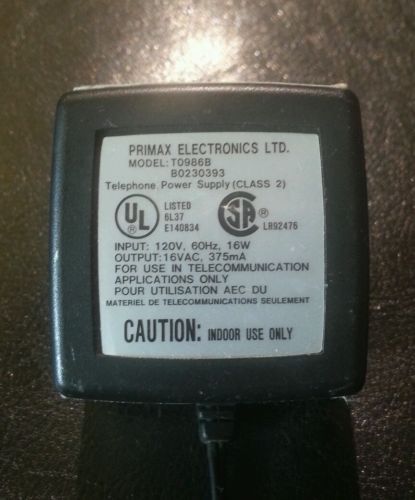 PRIMAX ELECTRONICS LTD.
MODEL: T0986B
B0230393
Telephone Power Supply (CLASS 2)
UL LISTED 6L37 E140834
SA LR92476
INPUT: 120V, 60Hz, 16W
OUTPUT: 16VAC, 375mA
FOR USE IN TELECOMMUNICATION
APPLICATIONS ONLY
POUR UTILISATION AEC DU
MATERIEL DE TELECOMMUNICATIONS SEULEMENT
CAUTION: INDOOR USE ONLY